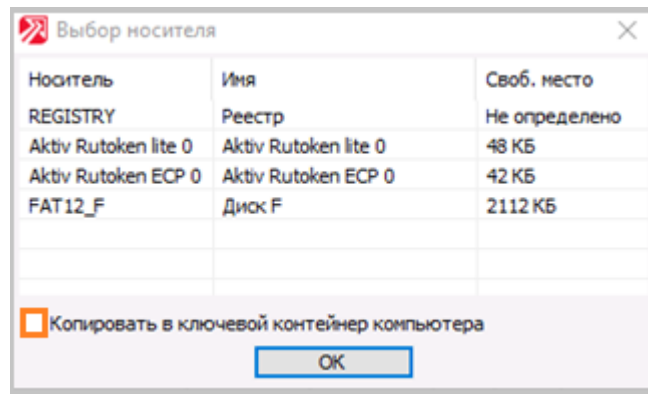 Выбор носителя
Носитель Имя Своб. место
REGISTRY Реестр Не определено
Aktiv Rutoken lite 0 Aktiv Rutoken lite 0 48 КБ
Aktiv Rutoken ECP 0 Aktiv Rutoken ECP 0 42 КБ
FAT12_F Диск F 2112 КБ
Копировать в ключевой контейнер компьютера
ОК